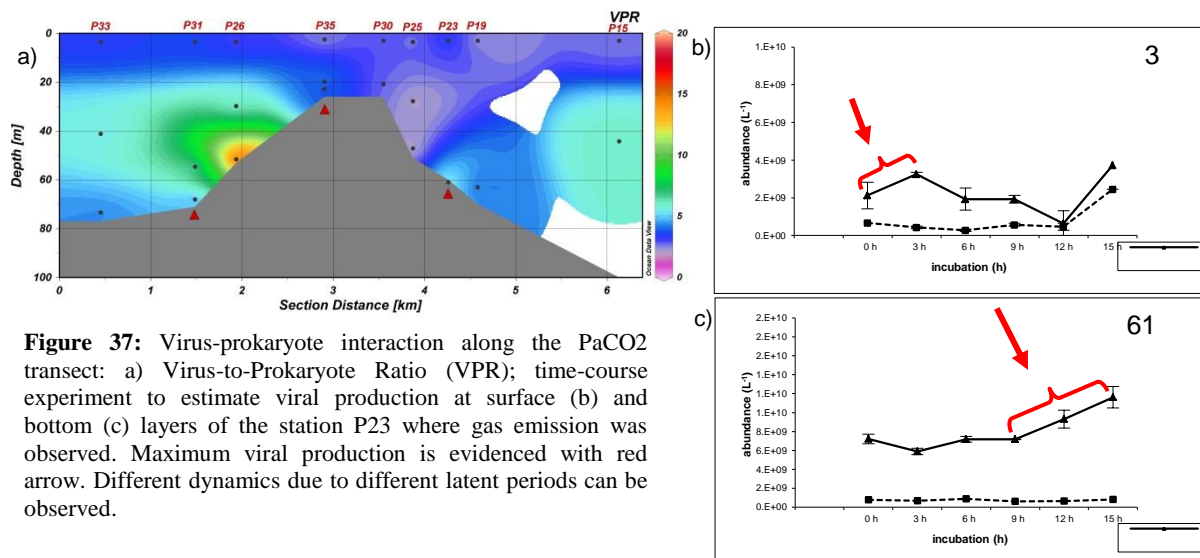 a)
P33 P31 P26 P35 P30 P25 P23 P19 P15
VPR
0
20
40
60
80
100
Depth [m]
0 1 2 3 4 5 6
Section Distance [km]
20
15
10
5
0
Ocean Data View
Figure 37: Virus-prokaryote interaction along the PaCO2
transect: a) Virus-to-Prokaryote Ratio (VPR); time-course
experiment to estimate viral production at surface (b) and
bottom (c) layers of the station P23 where gas emission was
observed. Maximum viral production is evidenced with red
arrow. Different dynamics due to different latent periods can be
observed.
b)
3
1.E+10
8.E+09
6.E+09
4.E+09
2.E+09
0.E+00
abundance (L-1)
0 h 3 h 6 h 9 h 12 h 15 h
incubation (h)
c)
61
2.E+10
2.E+10
2.E+10
1.E+10
1.E+10
8.E+09
6.E+09
4.E+09
2.E+09
0.E+00
abundance (L-1)
0 h 3 h 6 h 9 h 12 h 15 h
incubation (h)